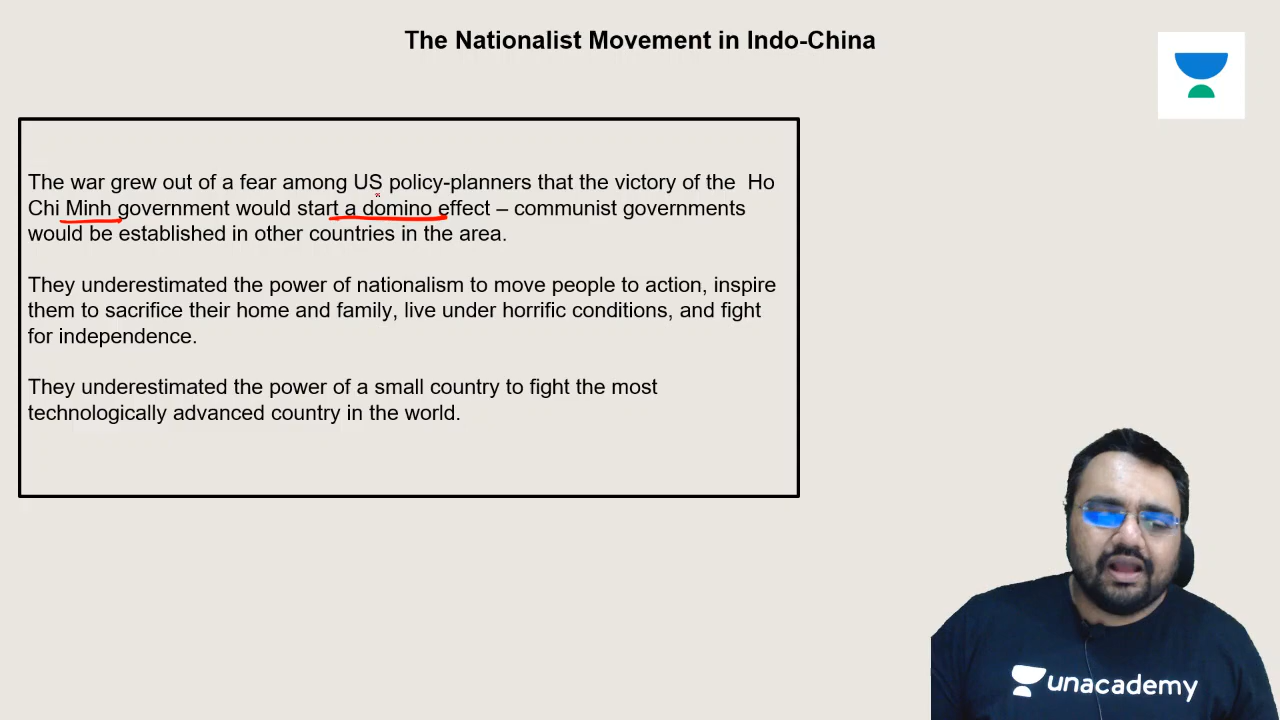 The Nationalist Movement in Indo-China
The war grew out of a fear among US policy-planners that the victory of the Ho
Chi Minh government would start a domino effect – communist governments
would be established in other countries in the area.
They underestimated the power of nationalism to move people to action, inspire
them to sacrifice their home and family, live under horrific conditions, and fight
for independence.
They underestimated the power of a small country to fight the most
technologically advanced country in the world.
unacademy